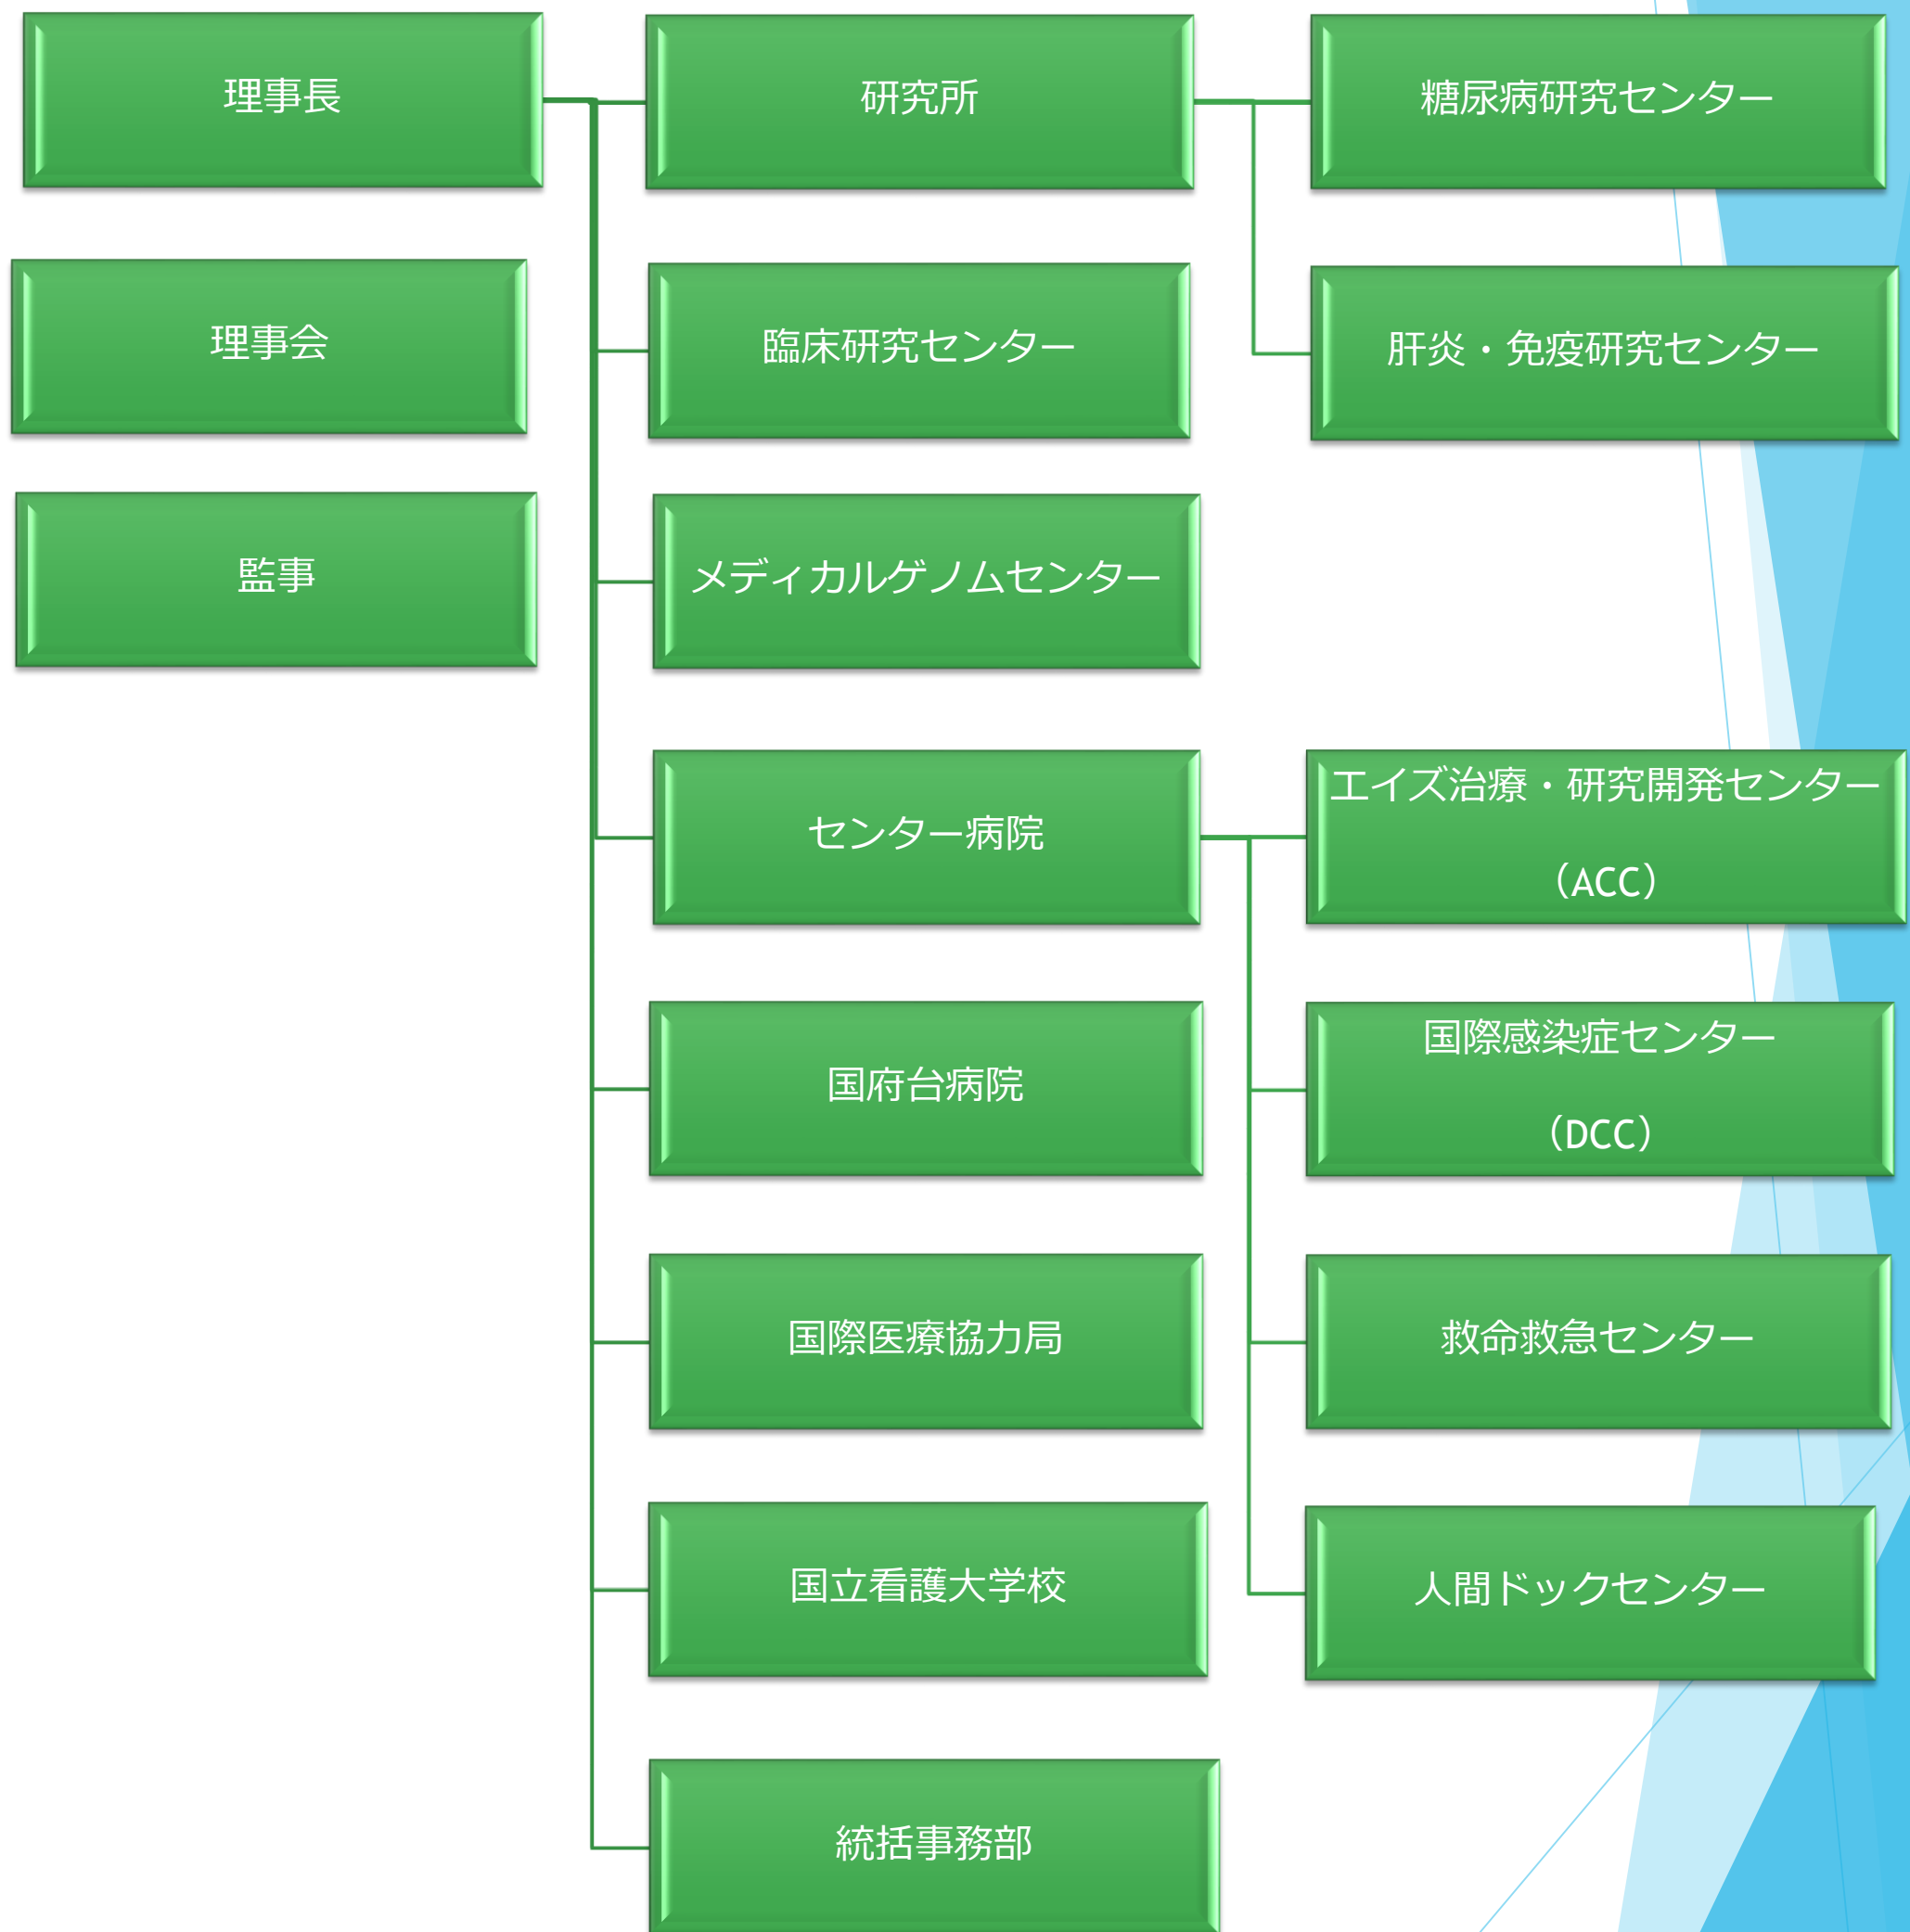 理事長
理事会
監事
研究所
臨床研究センター
メディカルゲノムセンター
センター病院
国府台病院
国際医療協力局
国立看護大学校
統括事務部
糖尿病研究センター
肝炎・免疫研究センター
エイズ治療・研究開発センター
（ACC）
国際感染症センター
（DCC）
救命救急センター
人間ドックセンター